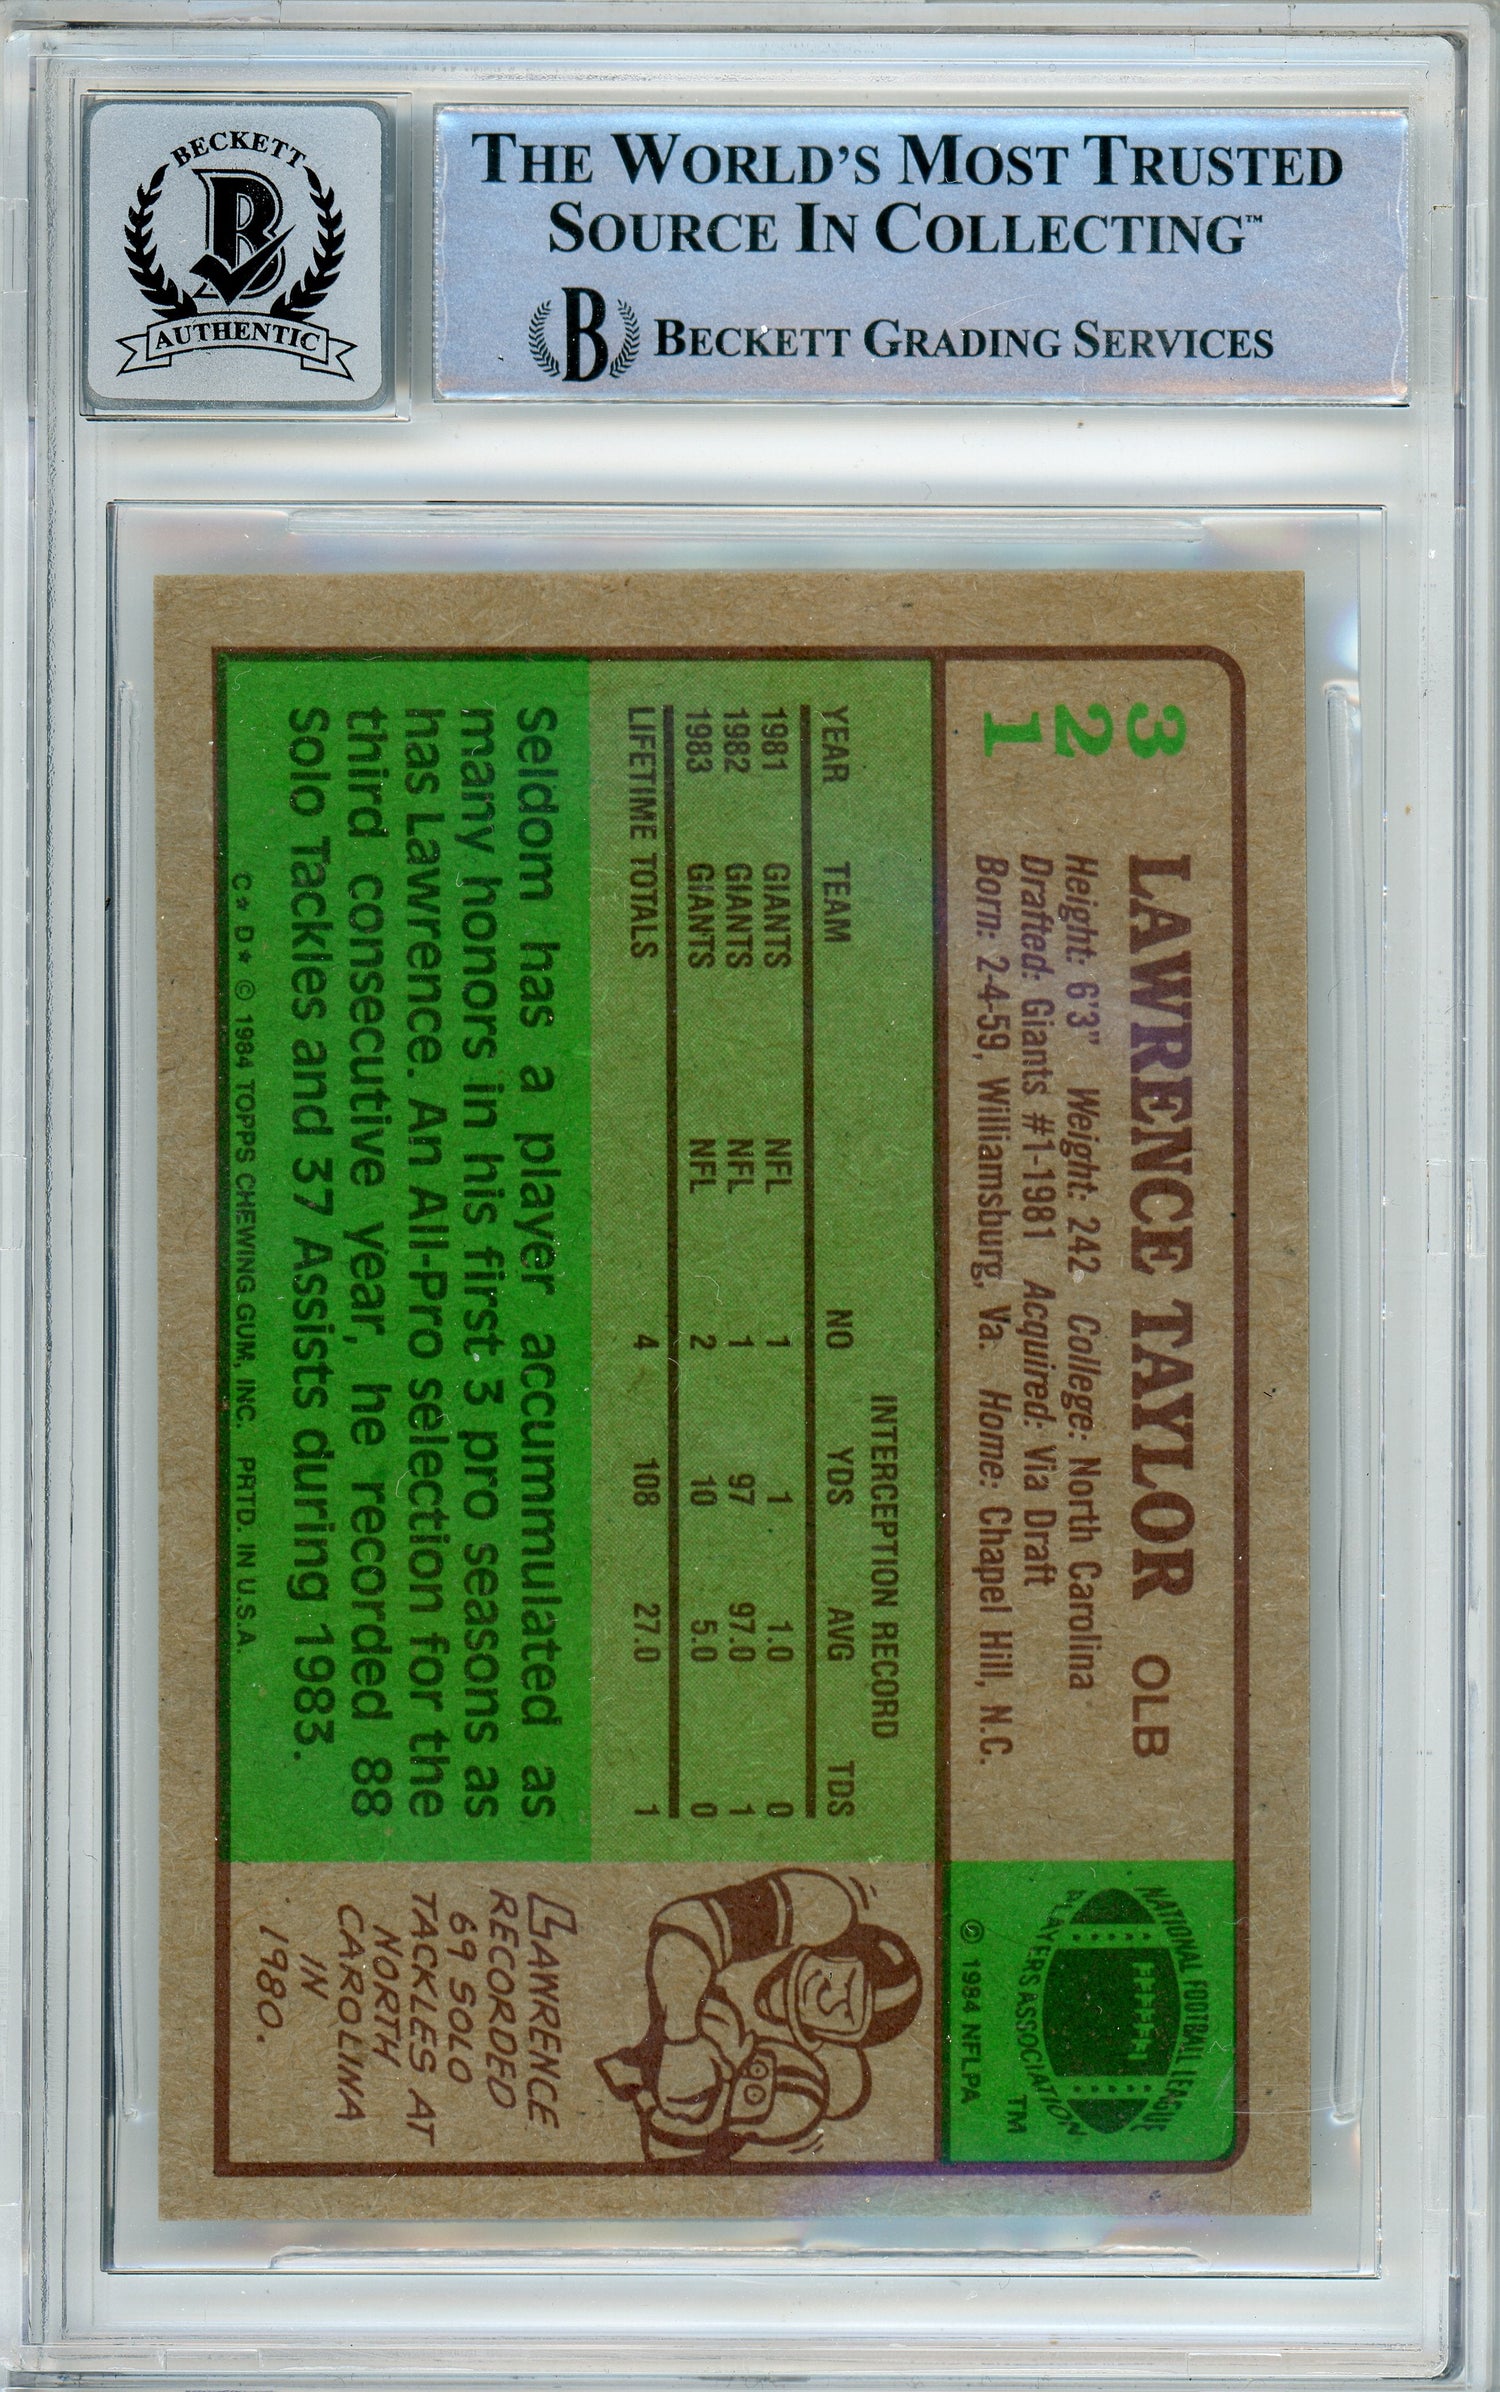 BECKETT
B
AUTHENTIC
THE WORLD'S MOST TRUSTED
SOURCE IN COLLECTING™
B BECKETT GRADING SERVICES
321
LAWRENCE TAYLOR OLB
Height: 6'3" Weight: 242 College: North Carolina
Drafted: Giants #1-1981 Acquired: Via Draft
Born: 2-4-59, Williamsburg, Va. Home: Chapel Hill, N.C.
NATIONAL FOOTBALL LEAGUE
PLAYERS ASSOCIATION
TM
© 1984 NFLPA
INTERCEPTION RECORD
YEAR TEAM NO YDS AVG TDS
1981 GIANTS NFL 1 1 1.0 0
1982 GIANTS NFL 1 97 97.0 1
1983 GIANTS NFL 2 10 5.0 0
LIFETIME TOTALS 4 108 27.0 1
Seldom has a player accummulated as
many honors in his first 3 pro seasons as
has Lawrence. An All-Pro selection for the
third consecutive year, he recorded 88
Solo Tackles and 37 Assists during 1983.
C* D* © 1984 TOPPS CHEWING GUM, INC. PRTD. IN U.S.A.
LAWRENCE
RECORDED
69 SOLO
TACKLES AT
NORTH
CAROLINA
IN
1980.